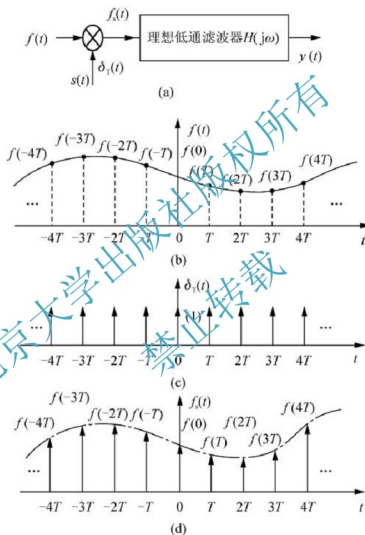 fₛ(t)
f(t)
理想低通滤波器H(jω)
y(t)
s(t) δ_T(t)
(a)
f(t)
f(-4T) f(-3T) f(-2T) f(-T) f(0) f(T) f(2T) f(3T) f(4T)
... ...
-4T -3T -2T -T 0 T 2T 3T 4T t
(b)
δ_T(t)
... (1) ...
-4T -3T -2T -T 0 T 2T 3T 4T t
(c)
fₛ(t)
f(-4T) f(-3T) f(-2T) f(-T) f(0) f(T) f(2T) f(3T) f(4T)
... ...
-4T -3T -2T -T 0 T 2T 3T 4T t
(d)
北京大学出版社版权所有
禁止转载